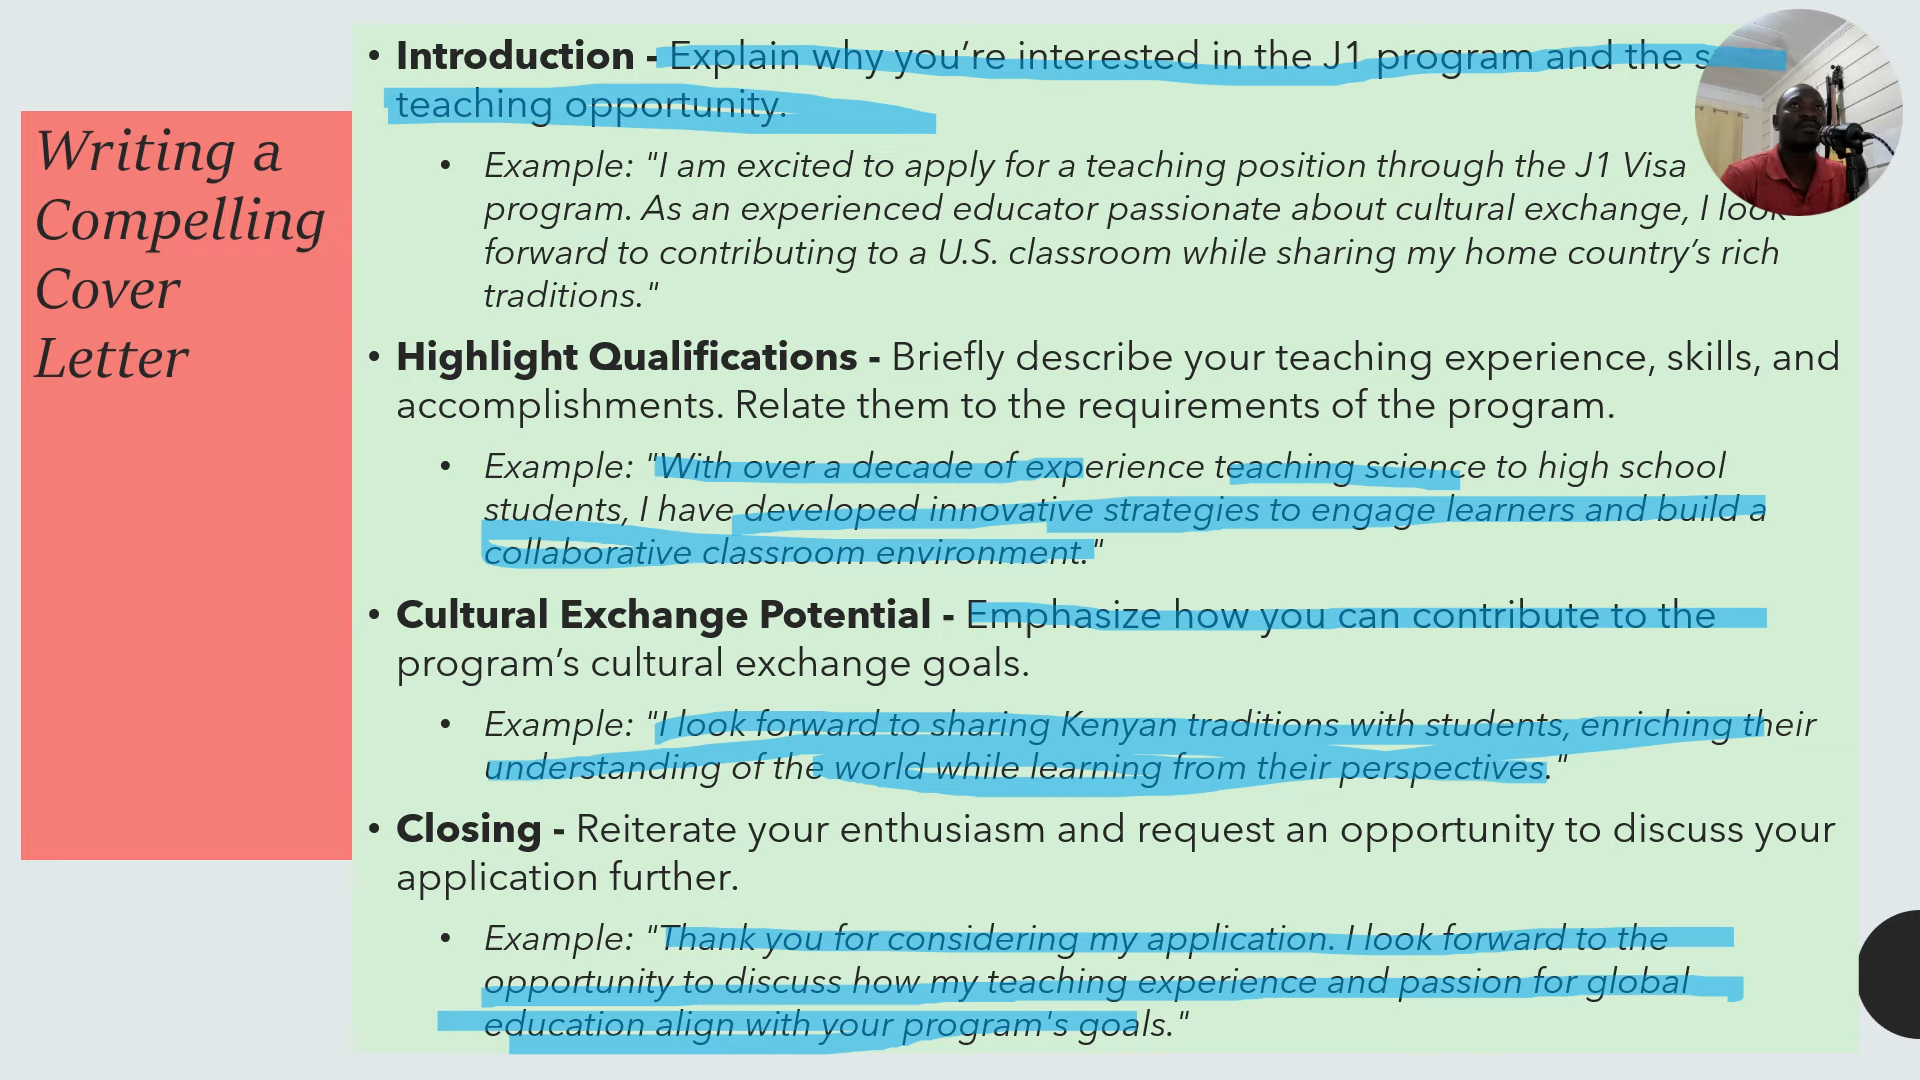 Writing a
Compelling
Cover
Letter
• Introduction - Explain why you’re interested in the J1 program and the
teaching opportunity.
• Example: "I am excited to apply for a teaching position through the J1 Visa
program. As an experienced educator passionate about cultural exchange, I look
forward to contributing to a U.S. classroom while sharing my home country’s rich
traditions."
• Highlight Qualifications - Briefly describe your teaching experience, skills, and
accomplishments. Relate them to the requirements of the program.
• Example: "With over a decade of experience teaching science to high school
students, I have developed innovative strategies to engage learners and build a
collaborative classroom environment."
• Cultural Exchange Potential - Emphasize how you can contribute to the
program’s cultural exchange goals.
• Example: "I look forward to sharing Kenyan traditions with students, enriching their
understanding of the world while learning from their perspectives."
• Closing - Reiterate your enthusiasm and request an opportunity to discuss your
application further.
• Example: "Thank you for considering my application. I look forward to the
opportunity to discuss how my teaching experience and passion for global
education align with your program's goals."